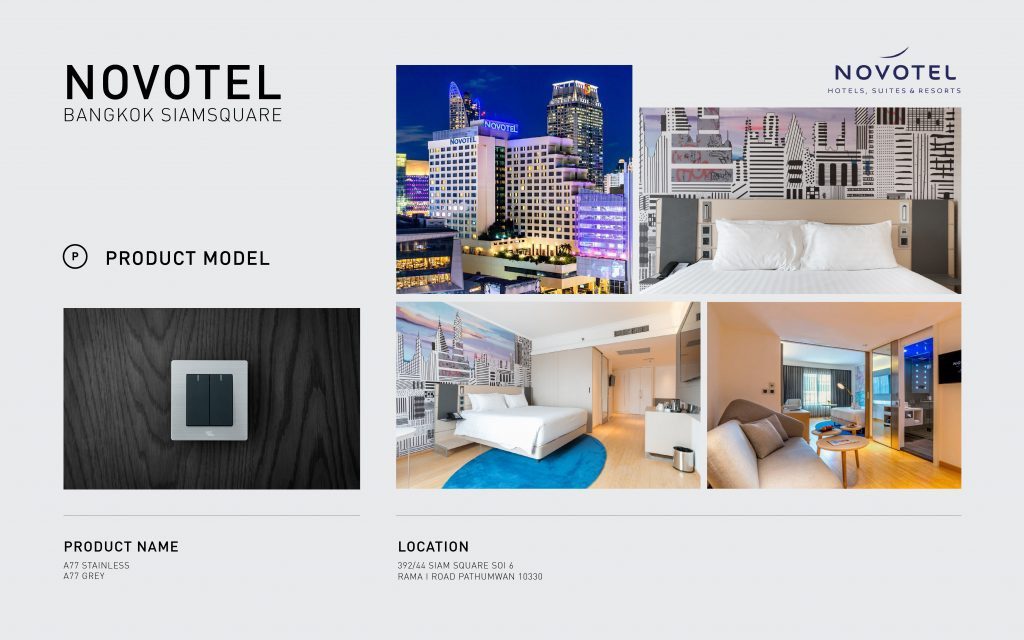 NOVOTEL
BANGKOK SIAMSQUARE
NOVOTEL
HOTELS, SUITES & RESORTS
NOVOTEL
NOVOTEL
P PRODUCT MODEL
PRODUCT NAME
A77 STAINLESS
A77 GREY
LOCATION
392/44 SIAM SQUARE SOI 6
RAMA I ROAD PATHUMWAN 10330